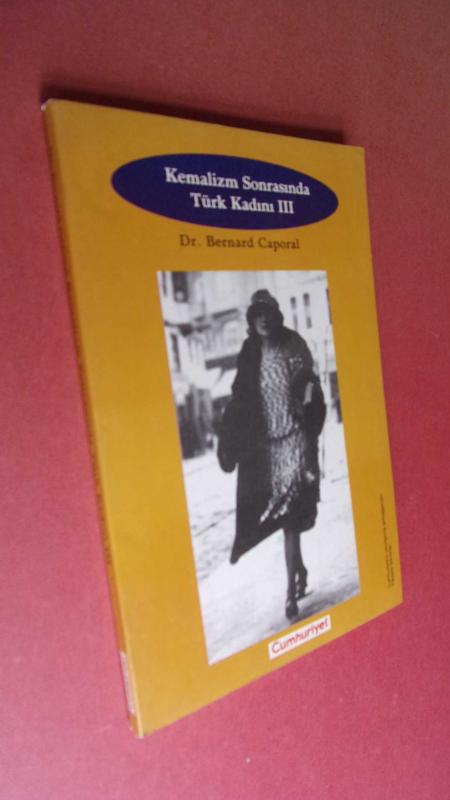 Kemalizm Sonrasında
Türk Kadını III
Dr. Bernard Caporal
Cumhuriyet